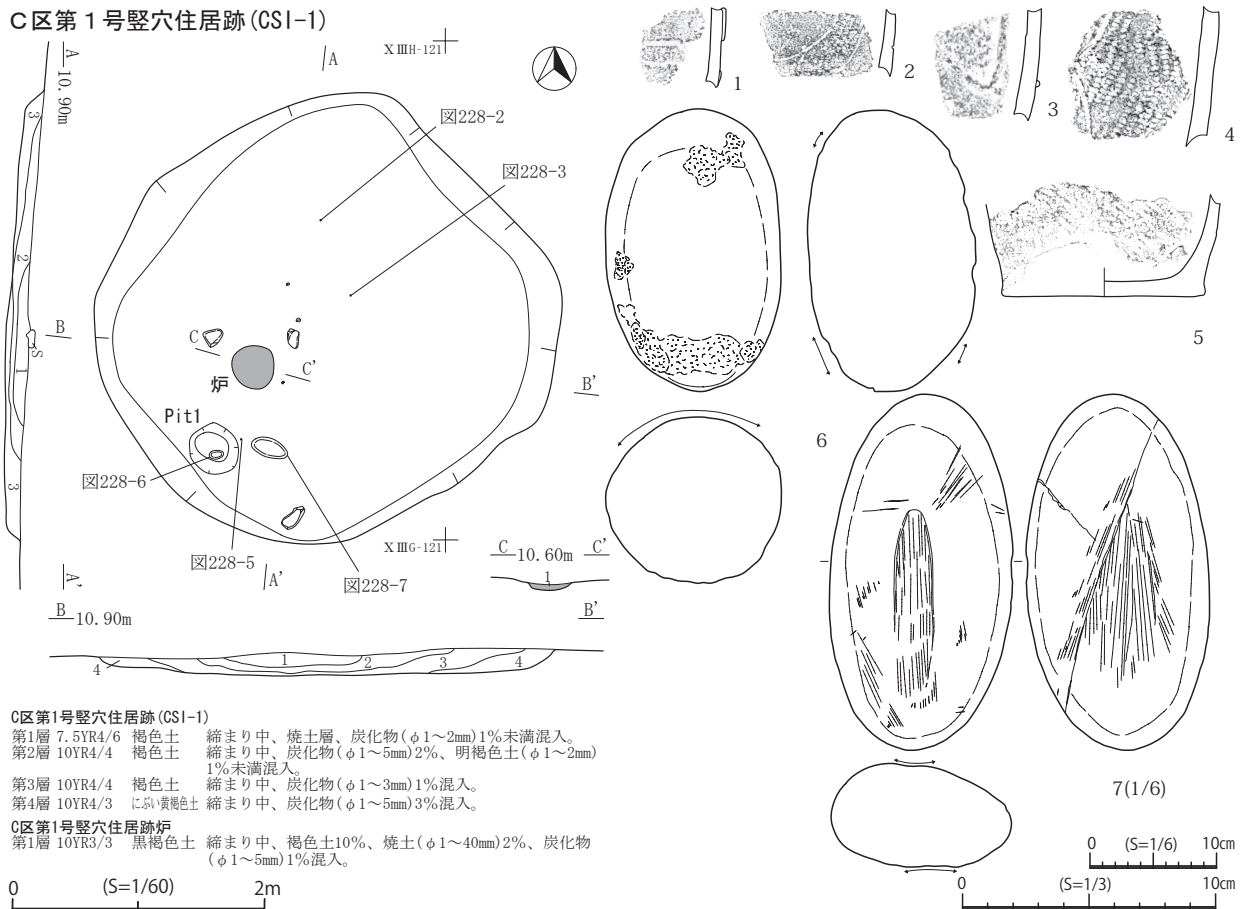 C区第1号竪穴住居跡(CSI-1)
A
10.90m
A
XⅢH-121
3
2
S
1
3
A'
B
図228-2
図228-3
C
C'
炉
B'
Pit1
図228-6
図228-5
A'
図228-7
XⅢG-121
C 10.60m C'
1
B 10.90m B'
4 1 2 3 4
C区第1号竪穴住居跡(CSI-1)
第1層 7.5YR4/6 褐色土 締まり中、焼土層、炭化物(φ1~2mm)1%未満混入。
第2層 10YR4/4 褐色土 締まり中、炭化物(φ1~5mm)2%、明褐色土(φ1~2mm)
1%未満混入。
第3層 10YR4/4 褐色土 締まり中、炭化物(φ1~3mm)1%混入。
第4層 10YR4/3 にぶい黄褐色土 締まり中、炭化物(φ1~5mm)3%混入。
C区第1号竪穴住居跡炉
第1層 10YR3/3 黒褐色土 締まり中、褐色土10%、焼土(φ1~40mm)2%、炭化物
(φ1~5mm)1%混入。
0 (S=1/60) 2m
1
2
3
4
5
6
7(1/6)
0 (S=1/6) 10cm
0 (S=1/3) 10cm